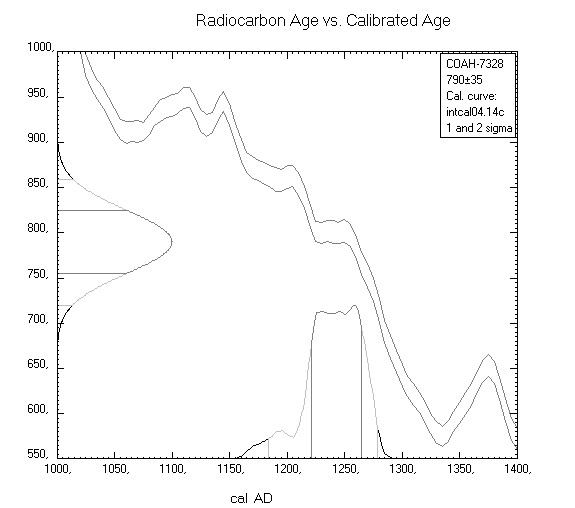 Radiocarbon Age vs. Calibrated Age
1000,
950,
900,
850,
800,
750,
700,
650,
600,
550,
COAH-7328
790±35
Cal. curve:
intcal04.14c
1 and 2 sigma
1000, 1050, 1100, 1150, 1200, 1250, 1300, 1350, 1400,
cal AD